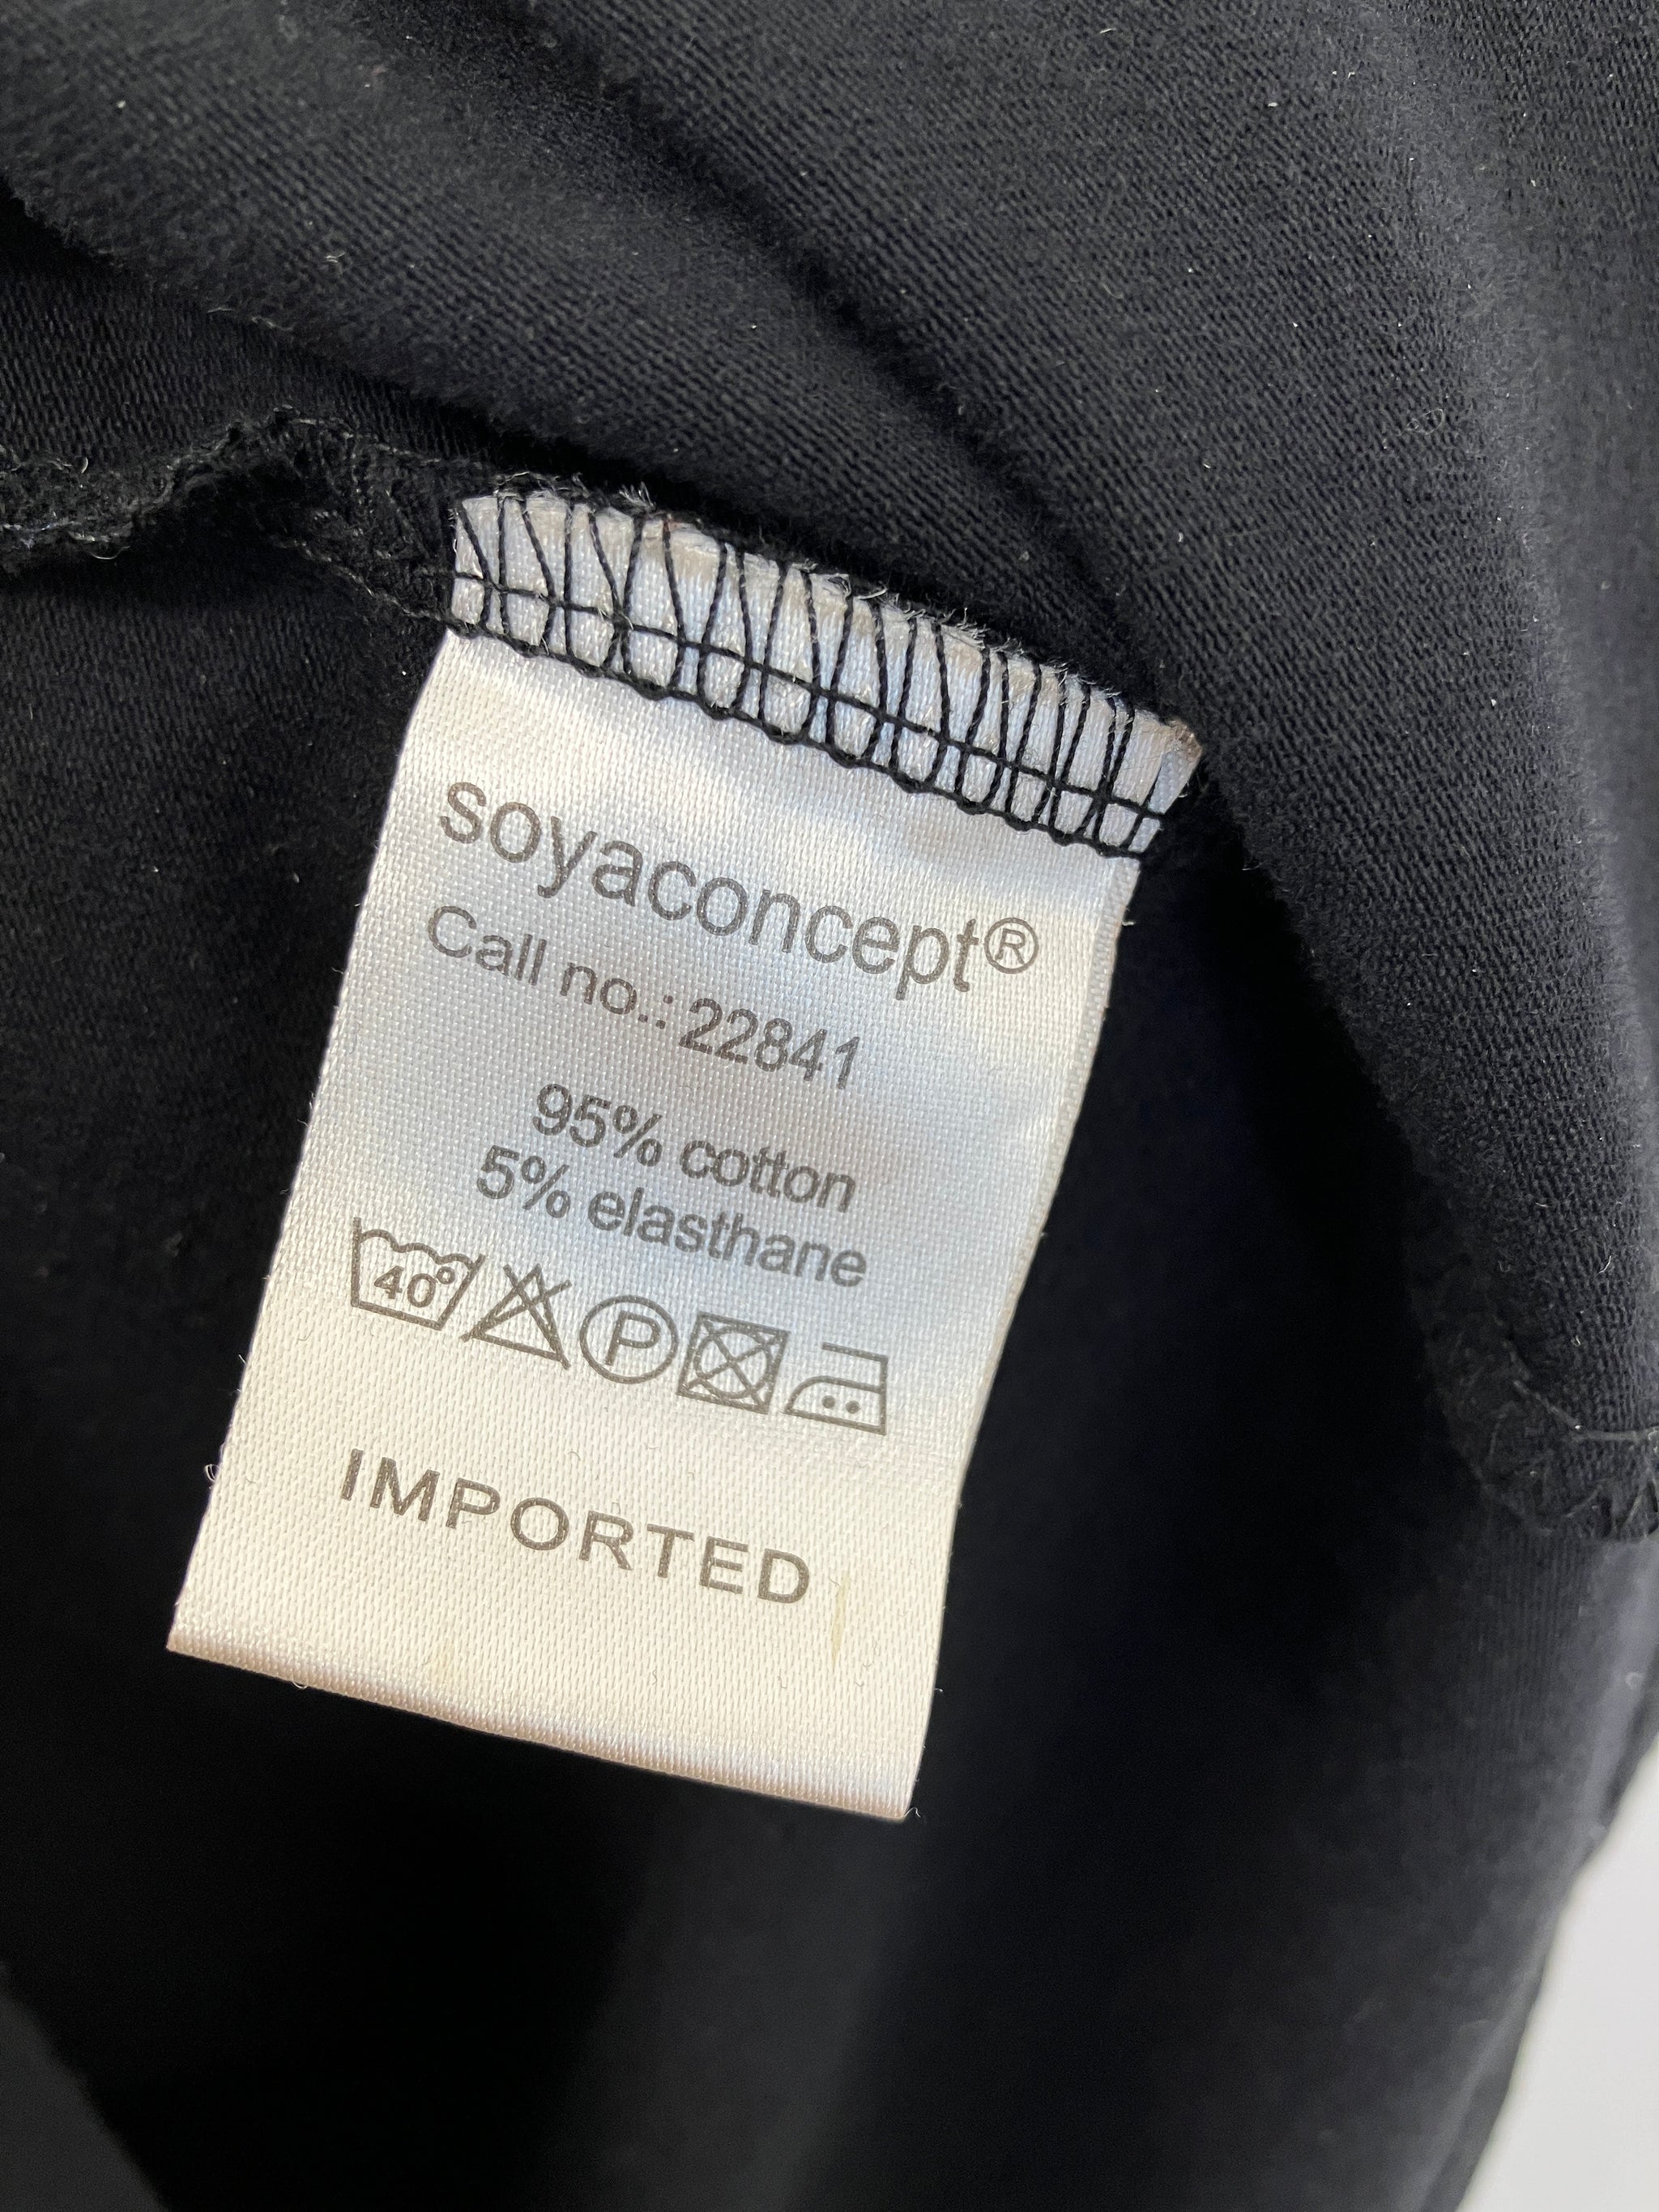 soyaconcept®
Call no.: 22841
95% cotton
5% elasthane
40° P
IMPORTED